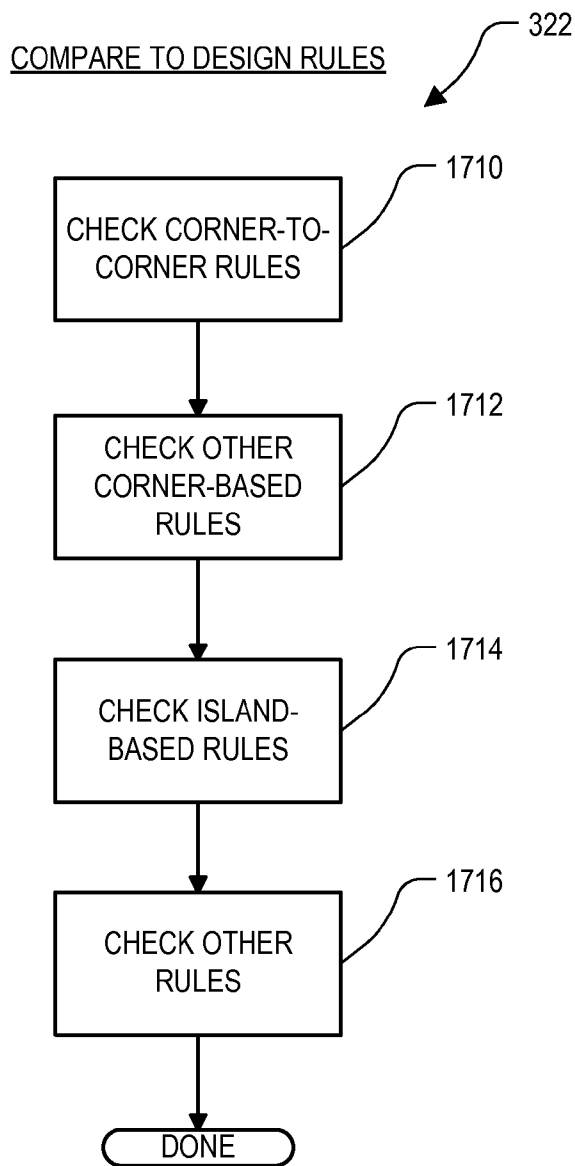 322
COMPARE TO DESIGN RULES
1710
CHECK CORNER-TO-
CORNER RULES
1712
CHECK OTHER
CORNER-BASED
RULES
1714
CHECK ISLAND-
BASED RULES
1716
CHECK OTHER
RULES
DONE